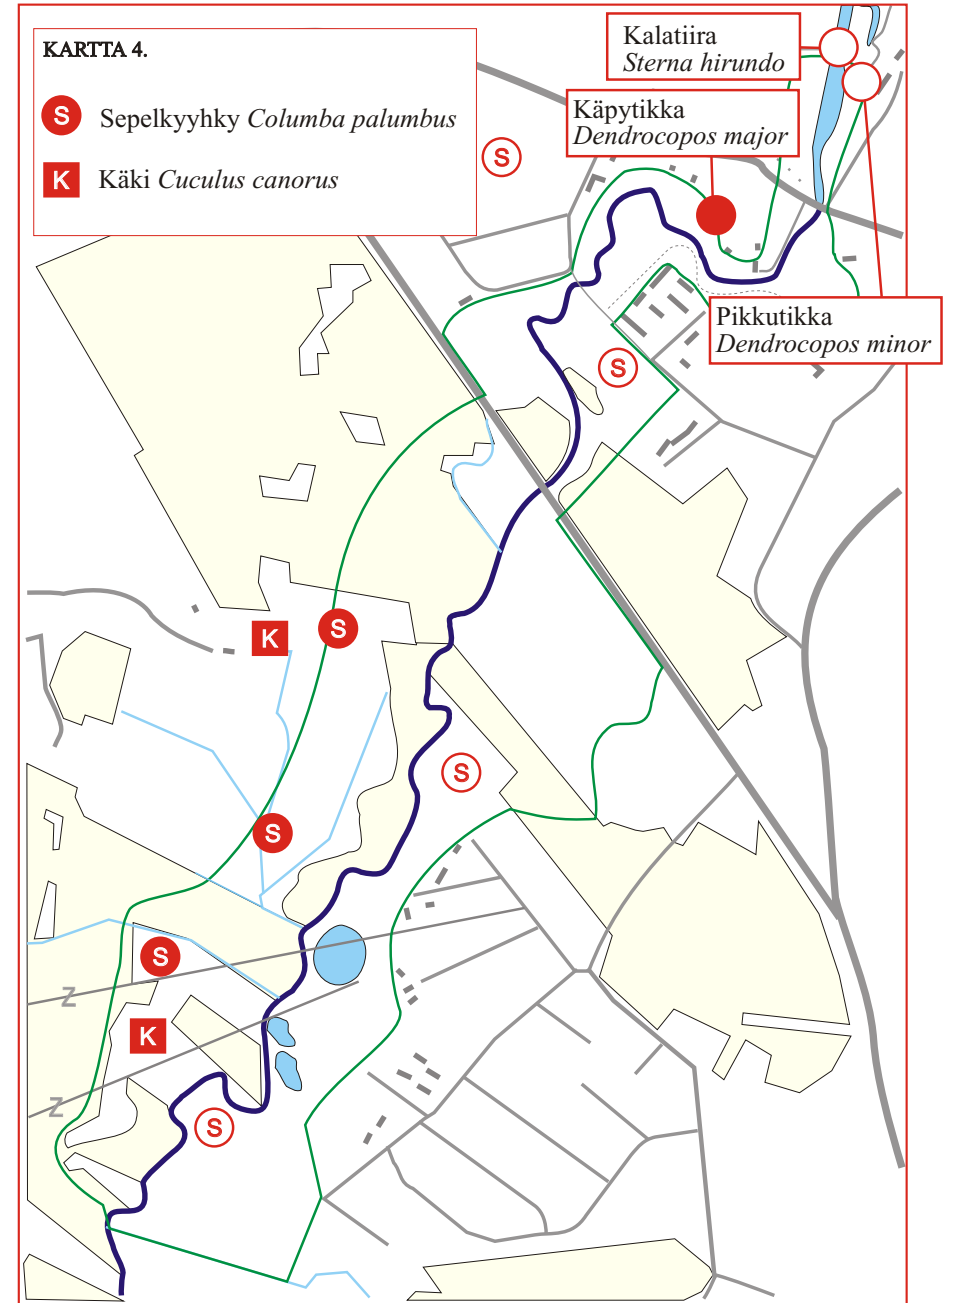 KARTTA 4.
S Sepelkyyhky Columba palumbus
K Käki Cuculus canorus
Kalatiira
Sterna hirundo
Käpytikka
Dendrocopos major
S
Pikkutikka
Dendrocopos minor
S
K
S
S
S
S
Z
K
Z
S